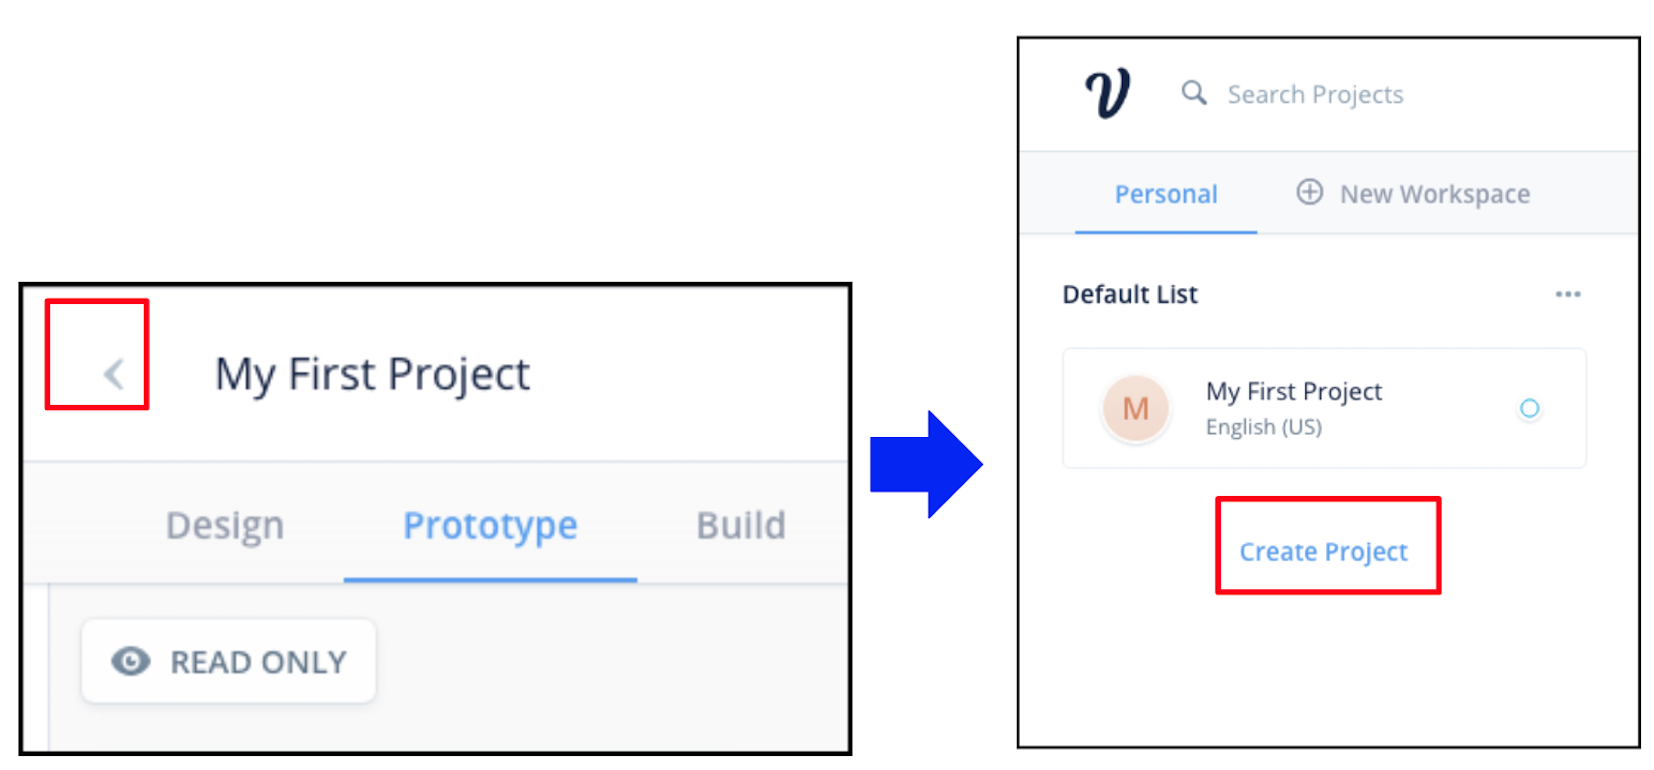 My First Project
Design Prototype Build
READ ONLY
V Search Projects
Personal New Workspace
Default List
M
My First Project
English (US)
Create Project